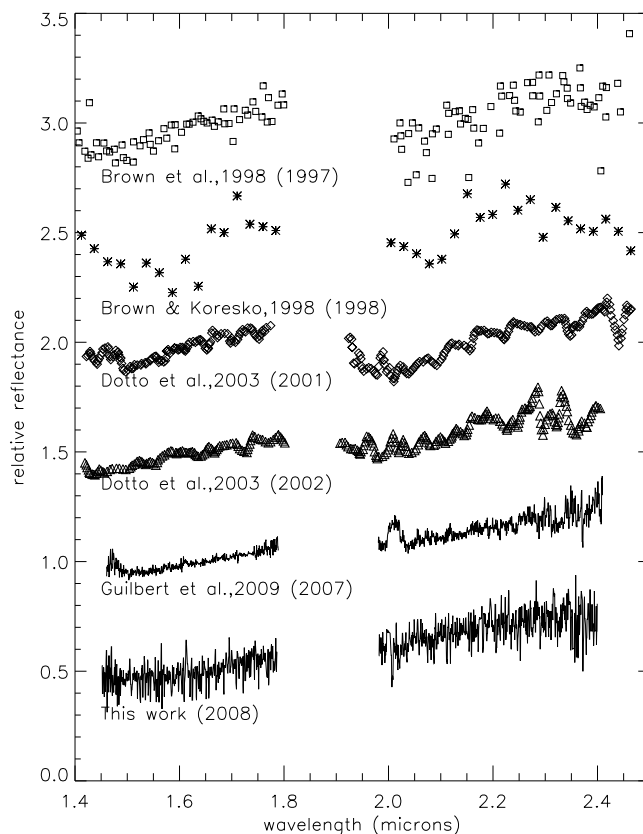 3.5
3.0
Brown et al.,1998 (1997)
2.5
Brown & Koresko,1998 (1998)
2.0
Dotto et al.,2003 (2001)
relative reflectance
1.5
Dotto et al.,2003 (2002)
1.0
Guilbert et al.,2009 (2007)
0.5
This work (2008)
0.0
1.4 1.6 1.8 2.0 2.2 2.4
wavelength (microns)